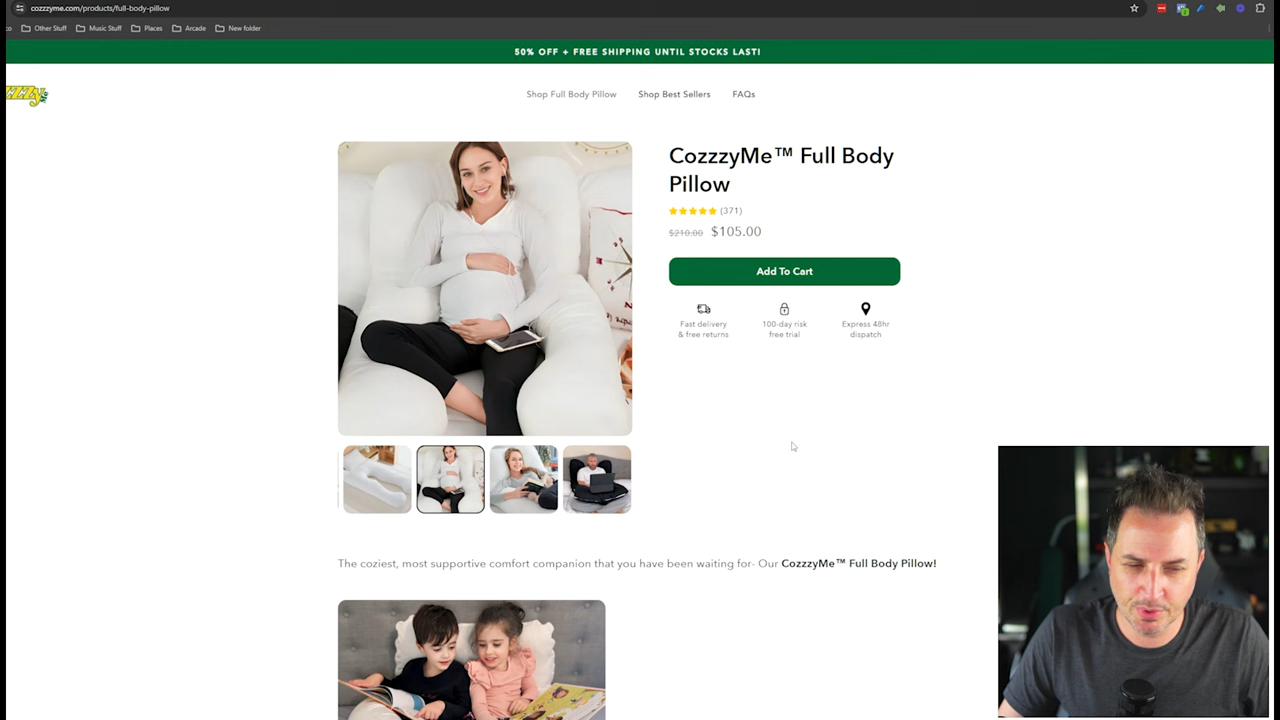 cozzzyme.com/products/full-body-pillow
Other Stuff Music Stuff Places Arcade New folder
50% OFF + FREE SHIPPING UNTIL STOCKS LAST!
Shop Full Body Pillow Shop Best Sellers FAQs
CozzzyMe™ Full Body
Pillow
(371)
$210.00 $105.00
Add To Cart
Fast delivery
& free returns
100-day risk
free trial
Express 48hr
dispatch
The coziest, most supportive comfort companion that you have been waiting for- Our CozzzyMe™ Full Body Pillow!